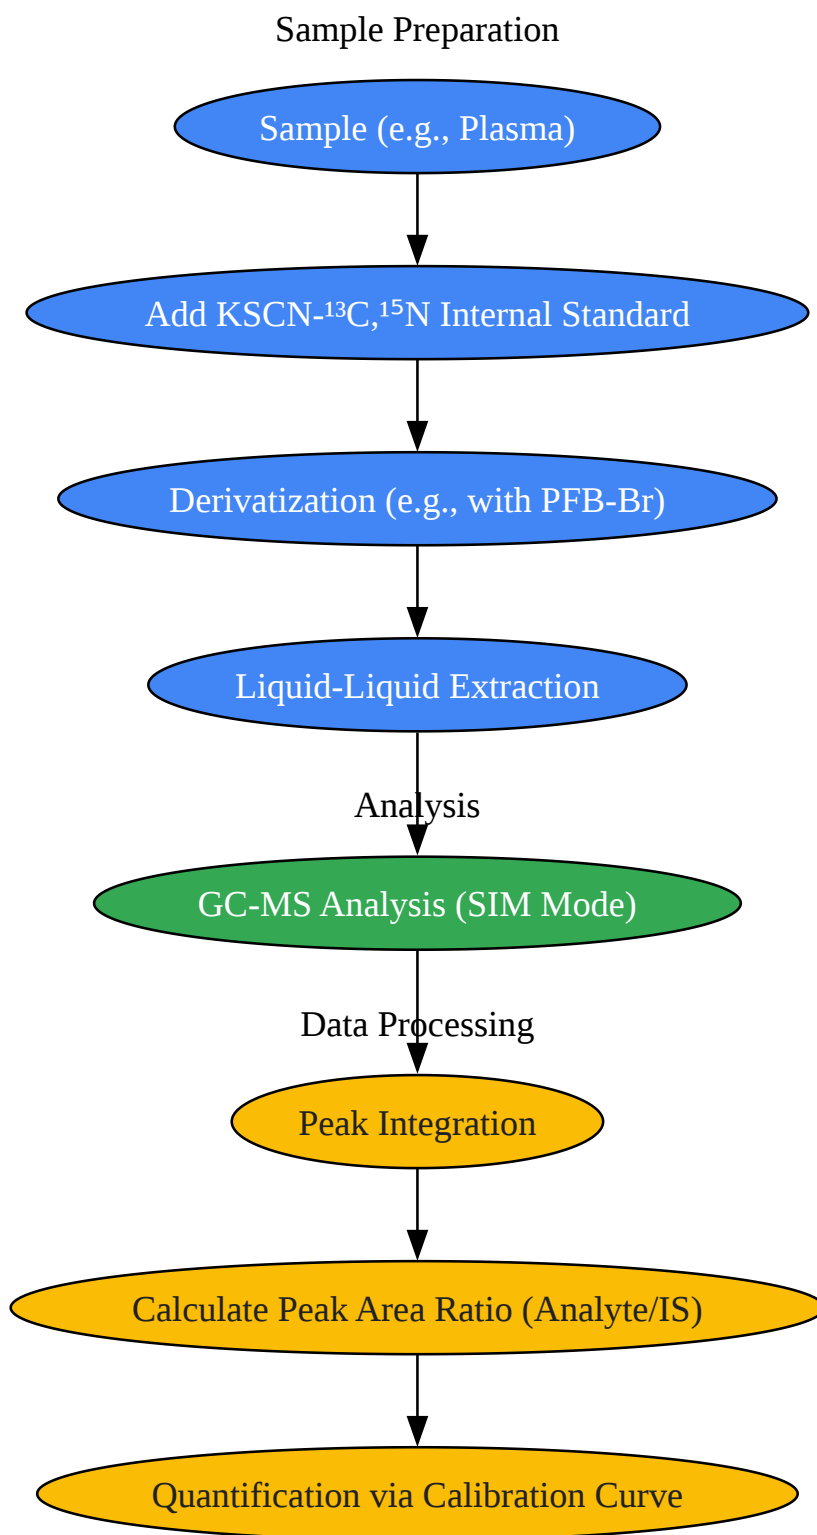 Sample Preparation
Sample (e.g., Plasma)
Add KSCN-¹³C,¹⁵N Internal Standard
Derivatization (e.g., with PFB-Br)
Liquid-Liquid Extraction
Analysis
GC-MS Analysis (SIM Mode)
Data Processing
Peak Integration
Calculate Peak Area Ratio (Analyte/IS)
Quantification via Calibration Curve